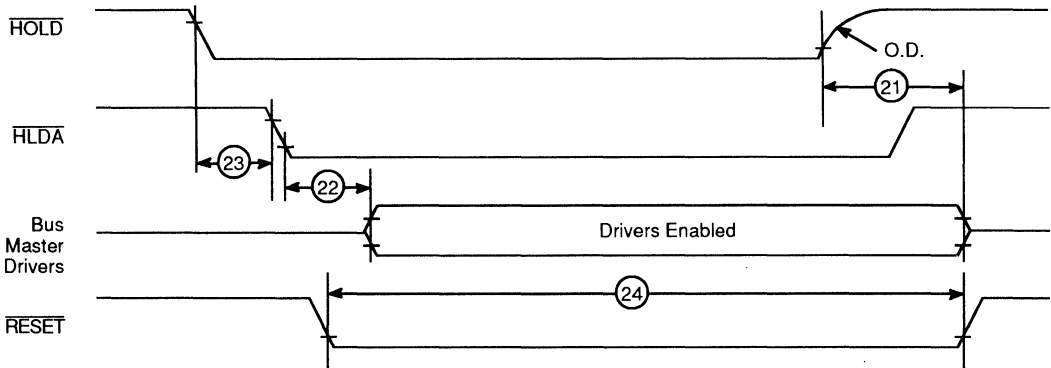 HOLD
O.D.
21
HLDA
23
22
Bus
Master
Drivers
Drivers Enabled
24
RESET